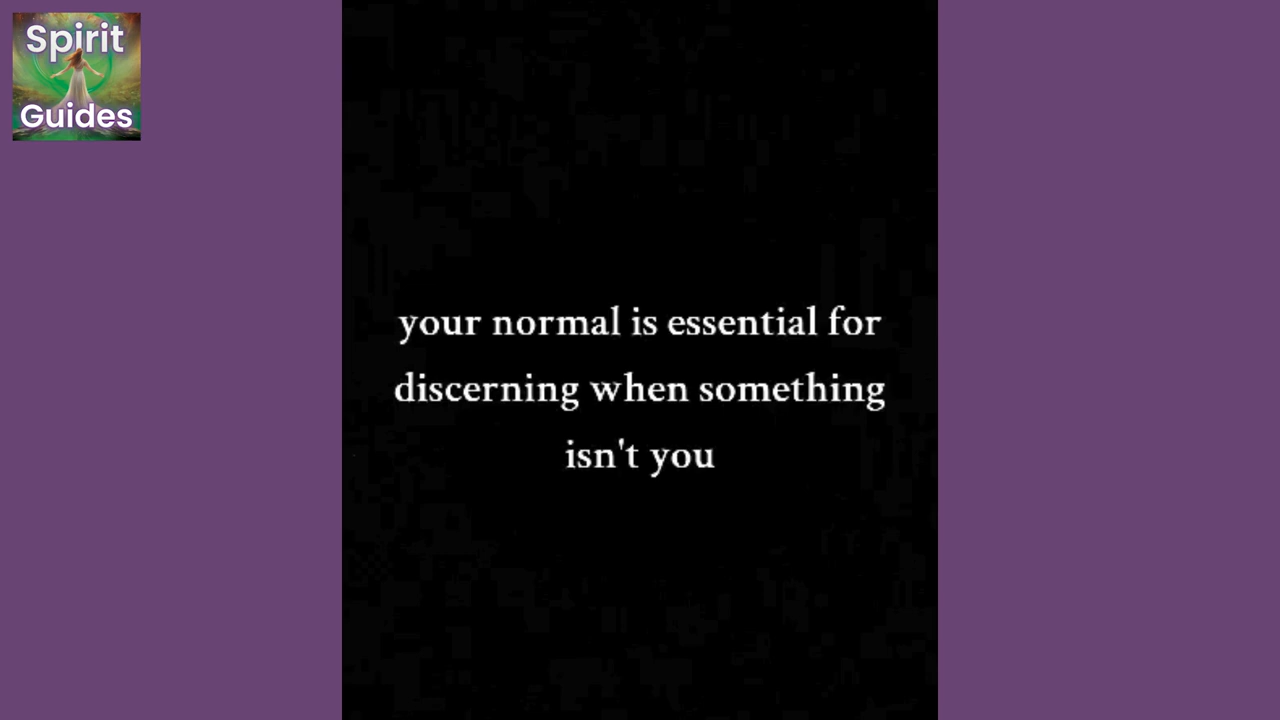 Spirit
Guides
your normal is essential for
discerning when something
isn't you